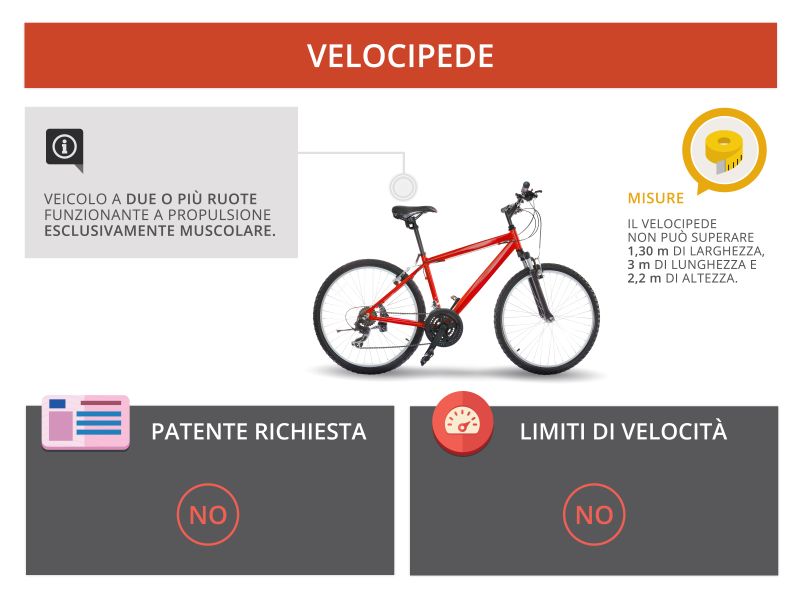 VELOCIPEDE
VEICOLO A DUE O PIÙ RUOTE
FUNZIONANTE A PROPULSIONE
ESCLUSIVAMENTE MUSCOLARE.
MISURE
IL VELOCIPEDE
NON PUÒ SUPERARE
1,30 m DI LARGHEZZA,
3 m DI LUNGHEZZA E
2,2 m DI ALTEZZA.
PATENTE RICHIESTA
NO
LIMITI DI VELOCITÀ
NO